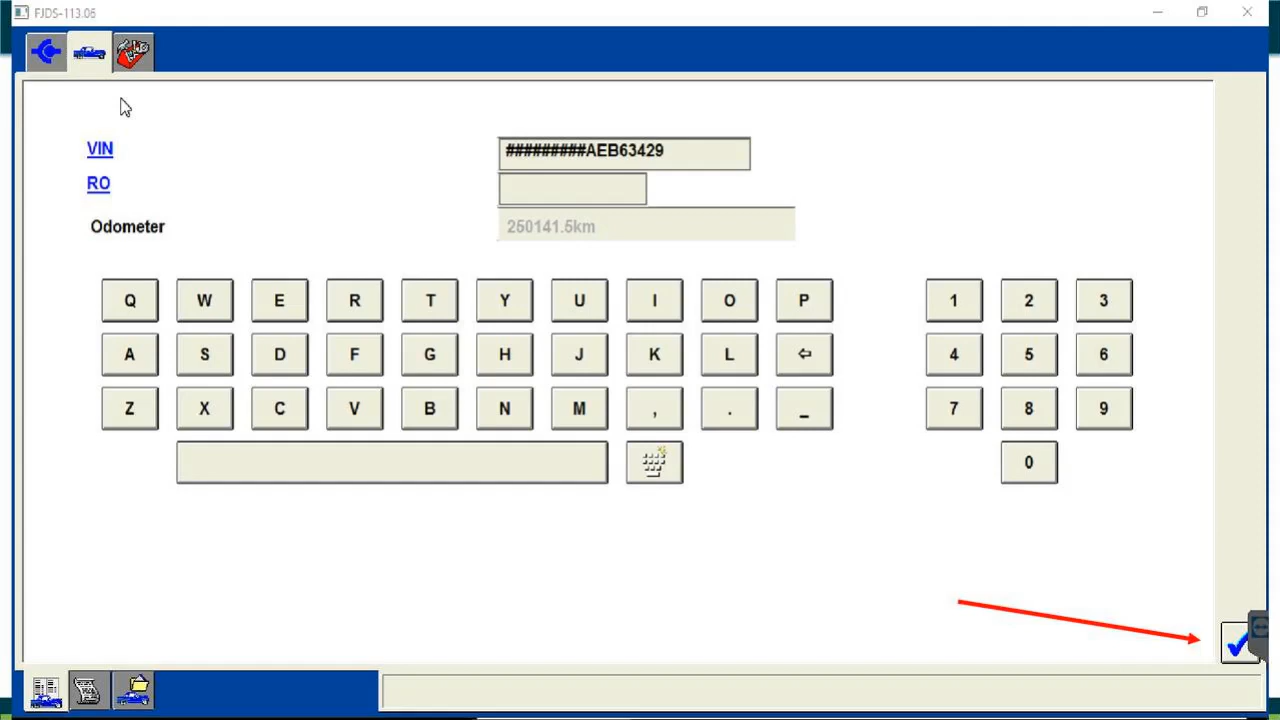 FJDS-113.06
VIN #########AEB63429
RO
Odometer 250141.5km
Q W E R T Y U I O P 1 2 3
A S D F G H J K L ⇦ 4 5 6
Z X C V B N M , . _ 7 8 9
0